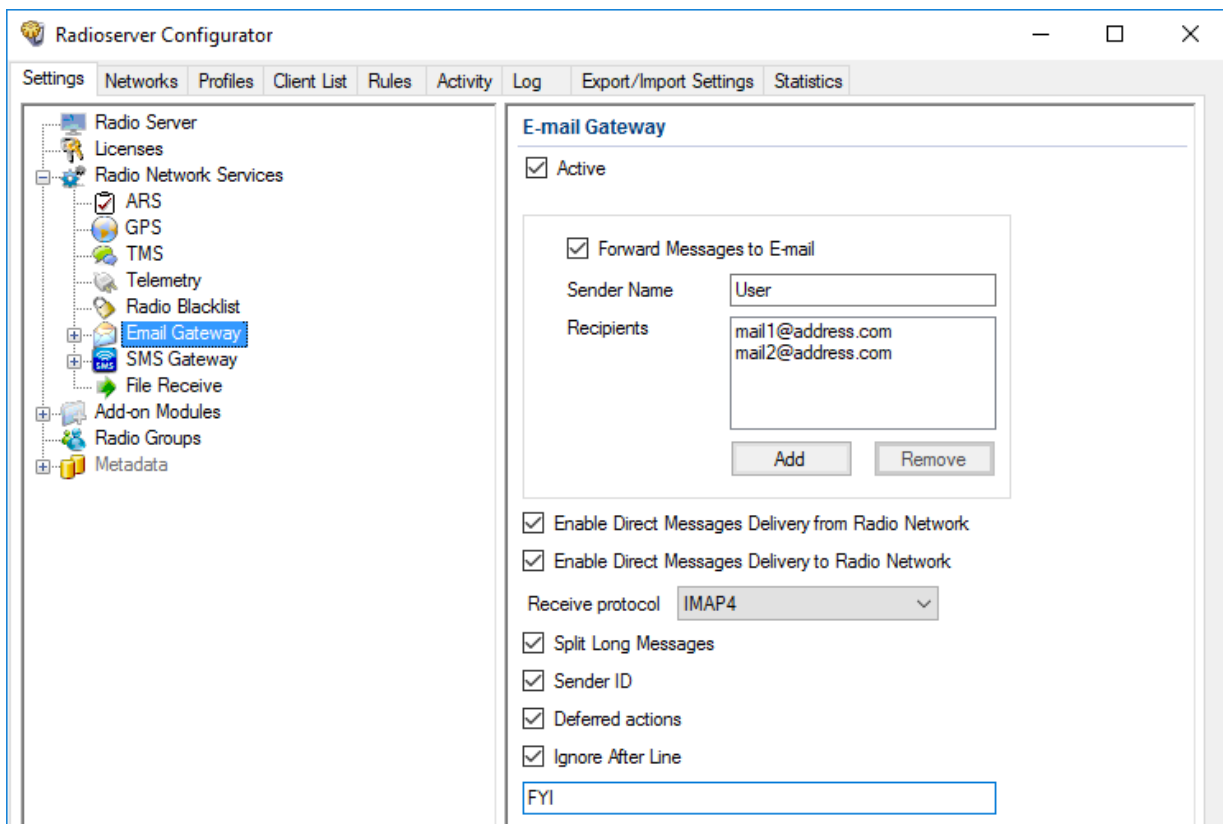 Radioserver Configurator
Settings Networks Profiles Client List Rules Activity Log Export/Import Settings Statistics
Radio Server
Licenses
Radio Network Services
ARS
GPS
TMS
Telemetry
Radio Blacklist
Email Gateway
SMS Gateway
File Receive
Add-on Modules
Radio Groups
Metadata
E-mail Gateway
Active
Forward Messages to E-mail
Sender Name User
Recipients mail1@address.com
mail2@address.com
Add Remove
Enable Direct Messages Delivery from Radio Network
Enable Direct Messages Delivery to Radio Network
Receive protocol IMAP4
Split Long Messages
Sender ID
Deferred actions
Ignore After Line
FYI